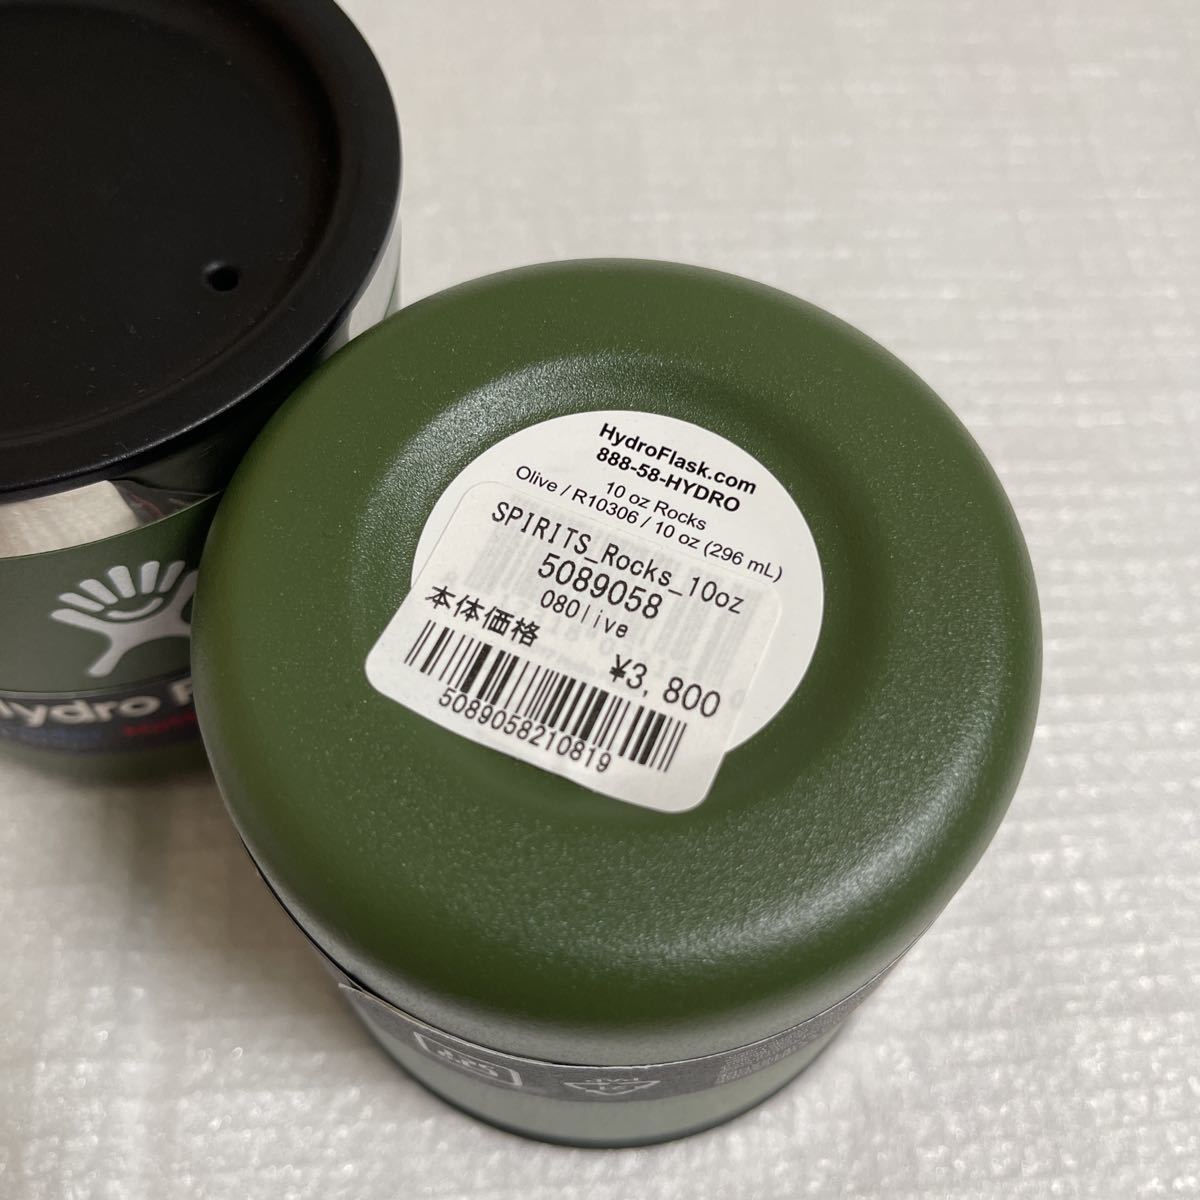 HydroFlask.com
888-58-HYDRO
10 oz Rocks
Olive / R10306 / 10 oz (296 mL)
SPIRITS_Rocks_10oz
5089058
08Olive
本体価格
¥3,800
5089058210819
Hydro F
PAP